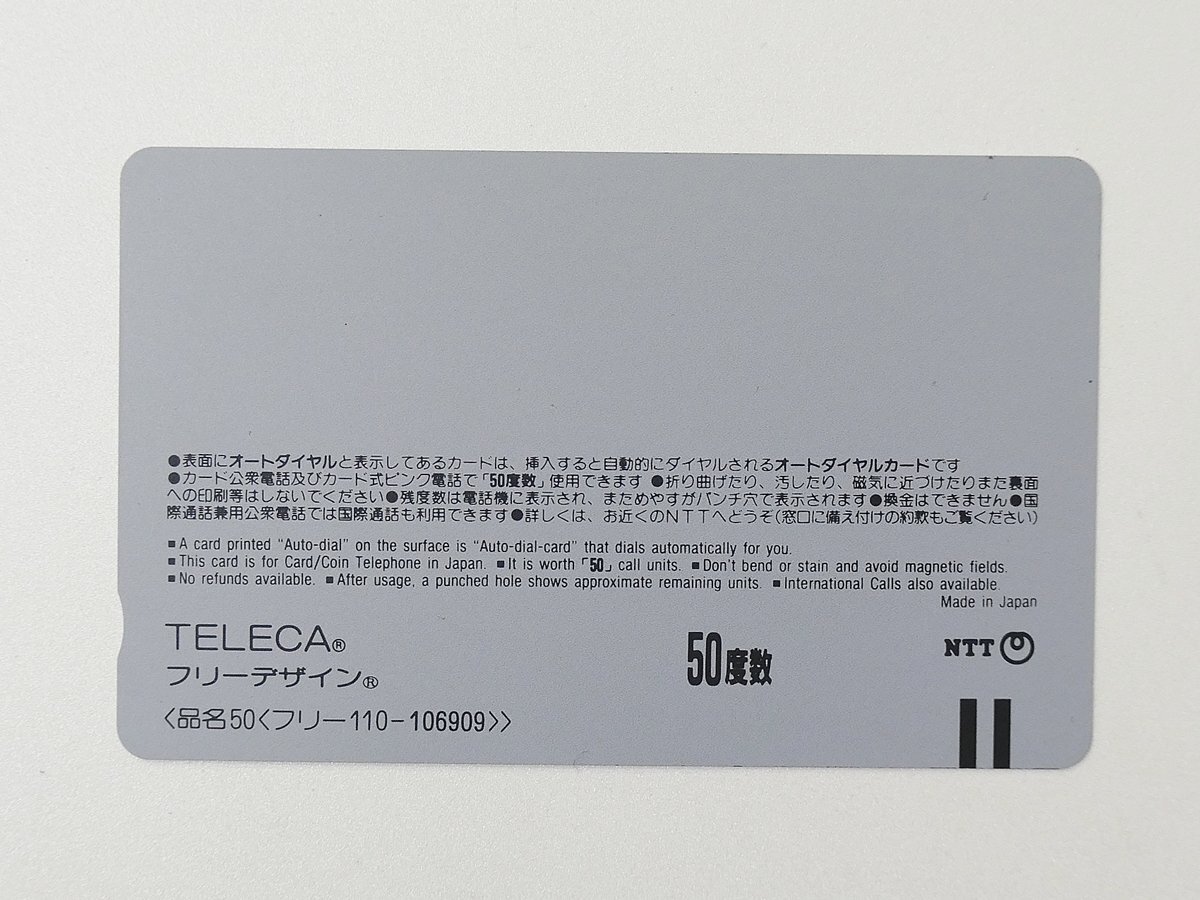 ●表面にオートダイヤルと表示してあるカードは、挿入すると自動的にダイヤルされるオートダイヤルカードです
●カード公衆電話及びカード式ピンク電話で「50度数」使用できます ●折り曲げたり、汚したり、磁気に近づけたりまた裏面
への印刷等はしないでください●残度数は電話機に表示され、まためやすがパンチ穴で表示されます●換金はできません●国
際通話兼用公衆電話では国際通話も利用できます●詳しくは、お近くのNTTへどうぞ(窓口に備え付けの約款もご覧ください)
■A card printed “Auto-dial” on the surface is “Auto-dial-card” that dials automatically for you.
■This card is for Card/Coin Telephone in Japan. ■It is worth「50」call units. ■Don't bend or stain and avoid magnetic fields.
■No refunds available. ■After usage, a punched hole shows approximate remaining units. ■International Calls also available.
Made in Japan
TELECA®
フリーデザイン®
50度数
NTT
〈品名50〈フリー110-106909〉〉